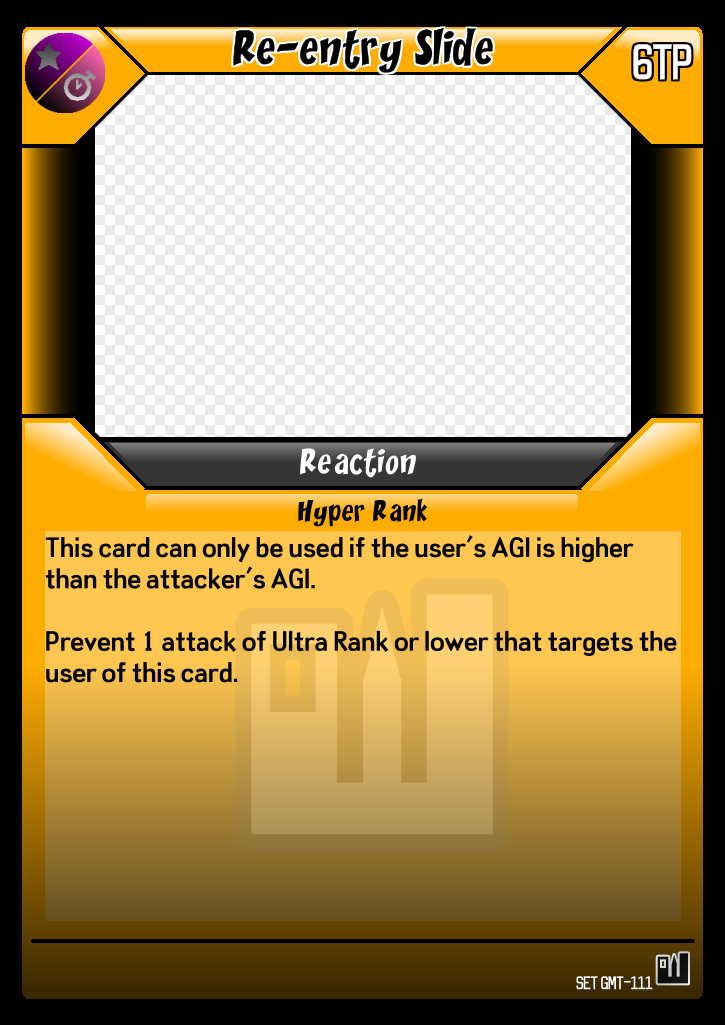 Re-entry Slide
6TP
Reaction
Hyper Rank
This card can only be used if the user's AGI is higher
than the attacker's AGI.
Prevent 1 attack of Ultra Rank or lower that targets the
user of this card.
SET GMT-111